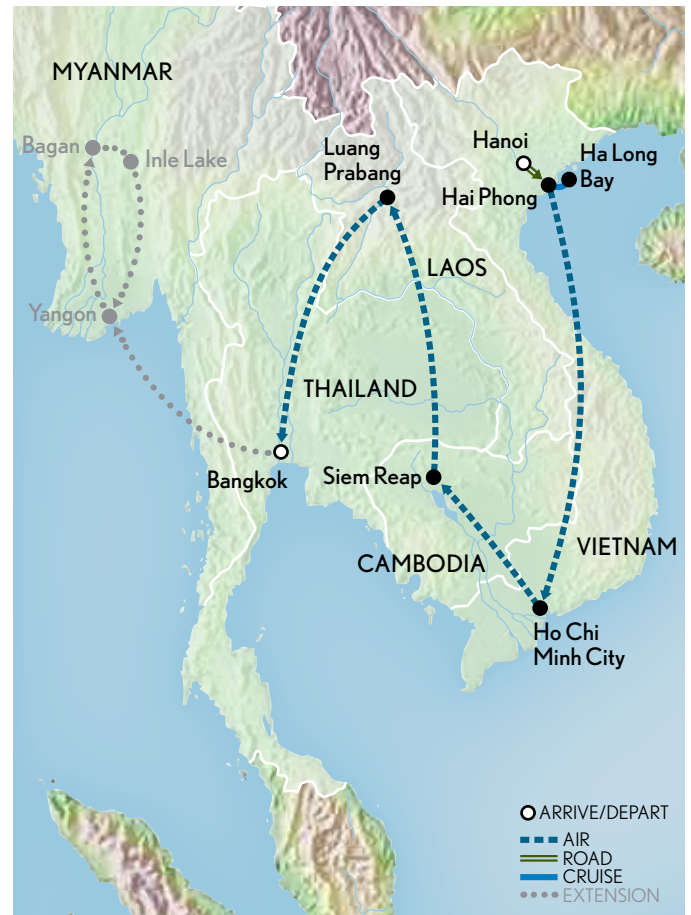 MYANMAR
Bagan
Inle Lake
Yangon
Luang
Prabang
Hanoi
Ha Long
Bay
Hai Phong
LAOS
THAILAND
Bangkok
Siem Reap
CAMBODIA
VIETNAM
Ho Chi
Minh City
ARRIVE/DEPART
AIR
ROAD
CRUISE
EXTENSION